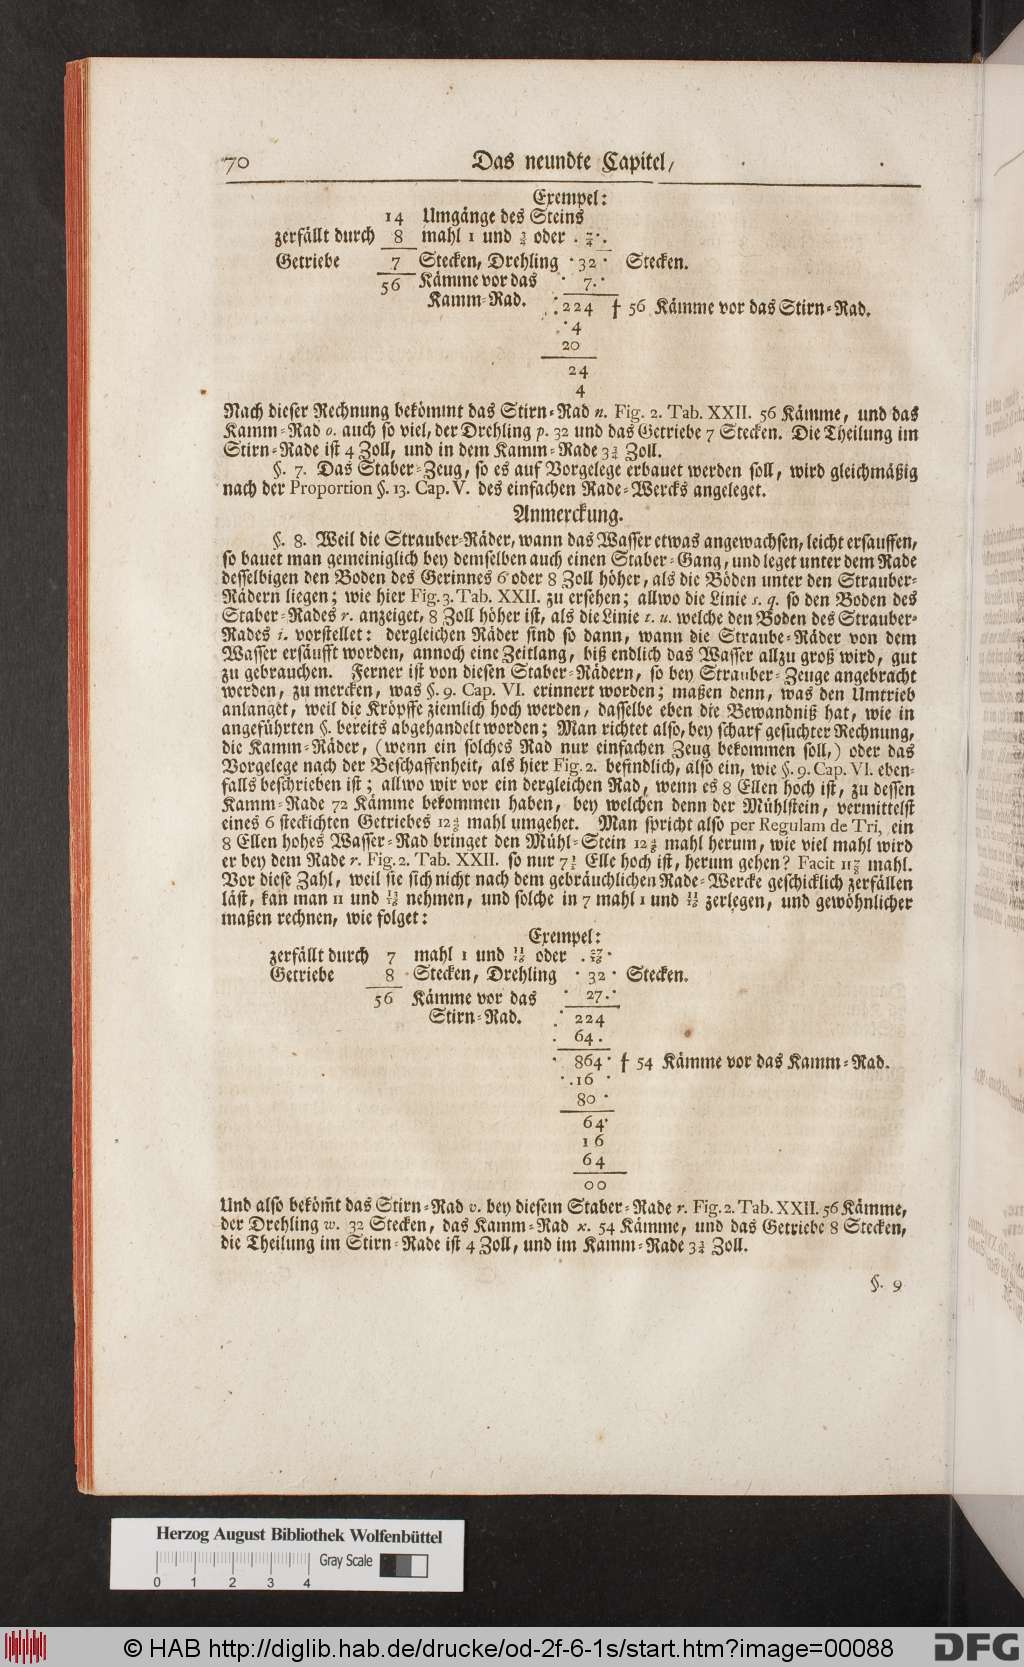 70 Das neundte Capitel/
Exempel:
14 Umgänge des Steins
zerfällt durch 8 mahl 1 und ¾ oder 7/4.
Getriebe 7 Stecken, Drehling 32 Stecken.
56 Kämme vor das 7.
Kamm-Rad. 224 † 56 Kämme vor das Stirn-Rad.
4
20
24
4
Nach dieser Rechnung bekömmt das Stirn-Rad n. Fig. 2. Tab. XXII. 56 Kämme, und das
Kamm-Rad o. auch so viel, der Drehling p. 32 und das Getriebe 7 Stecken. Die Theilung im
Stirn-Rade ist 4 Zoll, und in dem Kamm-Rade 3¾ Zoll.
§. 7. Das Staber-Zeug, so es auf Vorgelege erbauet werden soll, wird gleichmäßig
nach der Proportion §. 13. Cap. V. des einfachen Rade-Wercks angeleget.
Anmerckung.
§. 8. Weil die Strauber-Räder, wann das Wasser etwas angewachsen, leicht ersauffen,
so bauet man gemeiniglich bey demselben auch einen Staber-Gang, und leget unter dem Rade
desselbigen den Boden des Gerinnes 6 oder 8 Zoll höher, als die Böden unter den Strauber-
Rädern liegen; wie hier Fig. 3. Tab. XXII. zu ersehen; allwo die Linie s. q. so den Boden des
Staber-Rades r. anzeiget, 8 Zoll höher ist, als die Linie t. u. welche den Boden des Strauber-
Rades i. vorstellet: dergleichen Räder sind so dann, wann die Straube-Räder von dem
Wasser ersäufft worden, annoch eine Zeitlang, biß endlich das Wasser allzu groß wird, gut
zu gebrauchen. Ferner ist von diesen Staber-Rädern, so bey Strauber-Zeuge angebracht
werden, zu mercken, was §. 9. Cap. VI. erinnert worden; maßen denn, was den Umtrieb
anlanget, weil die Kröpffe ziemlich hoch werden, dasselbe eben die Bewandniß hat, wie in
angeführten §. bereits abgehandelt worden; Man richtet also, bey scharf gesuchter Rechnung,
die Kamm-Räder, (wenn ein solches Rad nur einfachen Zeug bekommen soll,) oder das
Vorgelege nach der Beschaffenheit, als hier Fig. 2. befindlich, also ein, wie §. 9. Cap. VI. eben-
falls beschrieben ist; allwo wir vor ein dergleichen Rad, wenn es 8 Ellen hoch ist, zu dessen
Kamm-Rade 72 Kämme bekommen haben, bey welchen denn der Mühlstein, vermittelst
eines 6 steckichten Getriebes 12 mahl umgehet. Man spricht also per Regulam de Tri, ein
8 Ellen hohes Wasser-Rad bringet den Mühl-Stein 12 mahl herum, wie viel mahl wird
er bey dem Rade r. Fig. 2. Tab. XXII. so nur 7½ Elle hoch ist, herum gehen? Facit 11⅞ mahl.
Vor diese Zahl, weil sie sich nicht nach dem gebräuchlichen Rade-Wercke geschicklich zerfällen
läst, kan man 11 und 13/16 nehmen, und solche in 7 mahl 1 und 11/16 zerlegen, und gewöhnlicher
maßen rechnen, wie folget:
Exempel:
zerfällt durch 7 mahl 1 und 11/16 oder 27/16
Getriebe 8 Stecken, Drehling 32 Stecken.
56 Kämme vor das 27.
Stirn-Rad. 224
64.
864 † 54 Kämme vor das Kamm-Rad.
16
80
64
16
64
00
Und also bekömt das Stirn-Rad v. bey diesem Staber-Rade r. Fig. 2. Tab. XXII. 56 Kämme,
der Drehling w. 32 Stecken, das Kamm-Rad x. 54 Kämme, und das Getriebe 8 Stecken,
die Theilung im Stirn-Rade ist 4 Zoll, und im Kamm-Rade 3¾ Zoll.
§. 9
Herzog August Bibliothek Wolfenbüttel
Gray Scale
0 1 2 3 4
© HAB http://diglib.hab.de/drucke/od-2f-6-1s/start.htm?image=00088
DFG